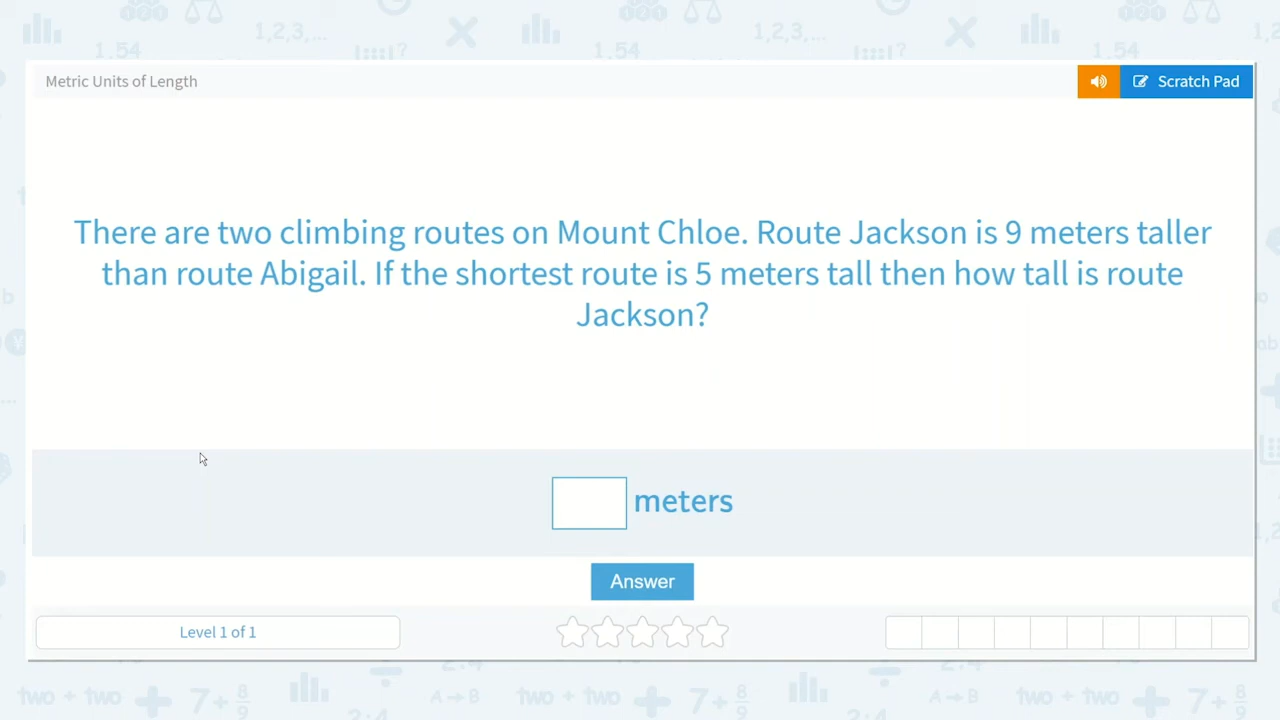 Metric Units of Length
Scratch Pad
There are two climbing routes on Mount Chloe. Route Jackson is 9 meters taller
than route Abigail. If the shortest route is 5 meters tall then how tall is route
Jackson?
meters
Answer
Level 1 of 1